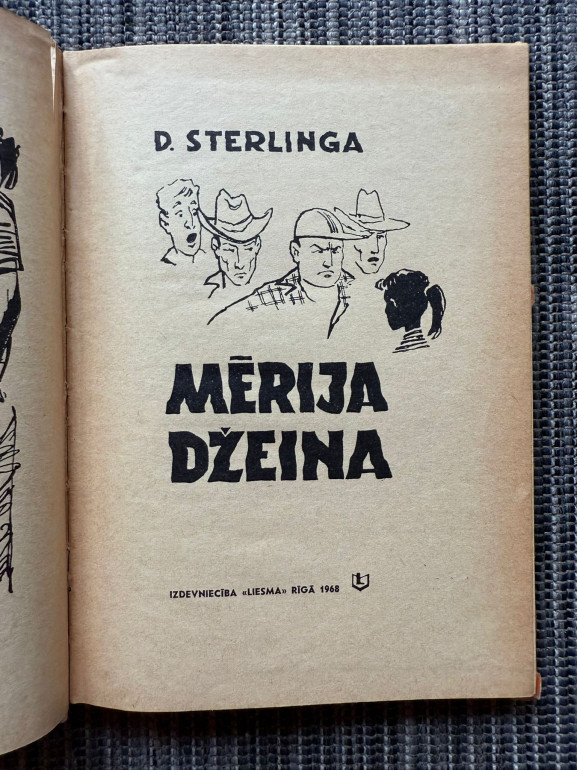 D. STERLINGA
MĒRIJA
DŽEINA
IZDEVNIECĪBA «LIESMA» RĪGĀ 1968